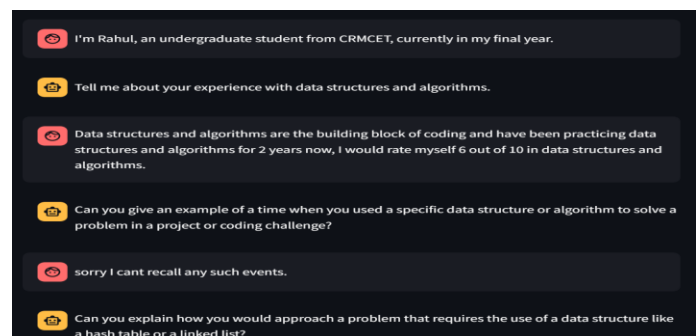 I'm Rahul, an undergraduate student from CRMCET, currently in my final year.
Tell me about your experience with data structures and algorithms.
Data structures and algorithms are the building block of coding and have been practicing data
structures and algorithms for 2 years now, I would rate myself 6 out of 10 in data structures and
algorithms.
Can you give an example of a time when you used a specific data structure or algorithm to solve a
problem in a project or coding challenge?
sorry I cant recall any such events.
Can you explain how you would approach a problem that requires the use of a data structure like
a hash table or a linked list?